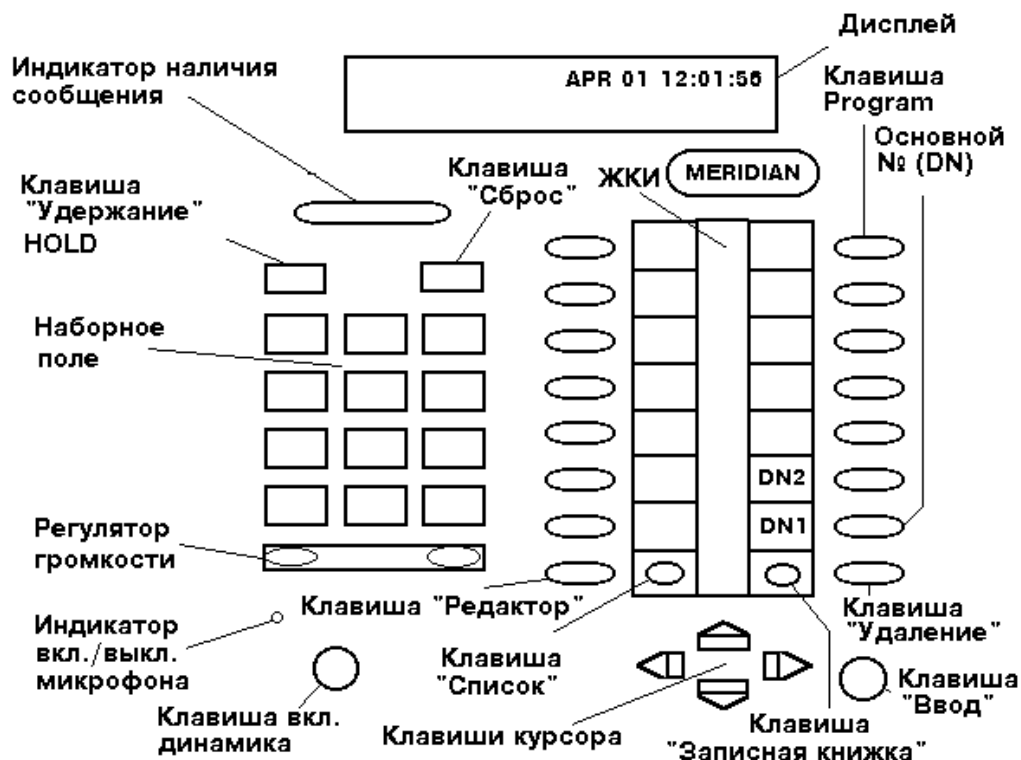 Дисплей
Индикатор наличия
сообщения
APR 01 12:01:56
Клавиша
Program
Основной
№ (DN)
Клавиша
"Сброс"
ЖКИ
MERIDIAN
Клавиша
"Удержание"
HOLD
Наборное
поле
DN2
DN1
Регулятор
громкости
Клавиша "Редактор"
Клавиша
"Удаление"
Индикатор
вкл./выкл.
микрофона
Клавиша
"Список"
Клавиша
"Ввод"
Клавиша вкл.
динамика
Клавиши курсора
Клавиша
"Записная книжка"